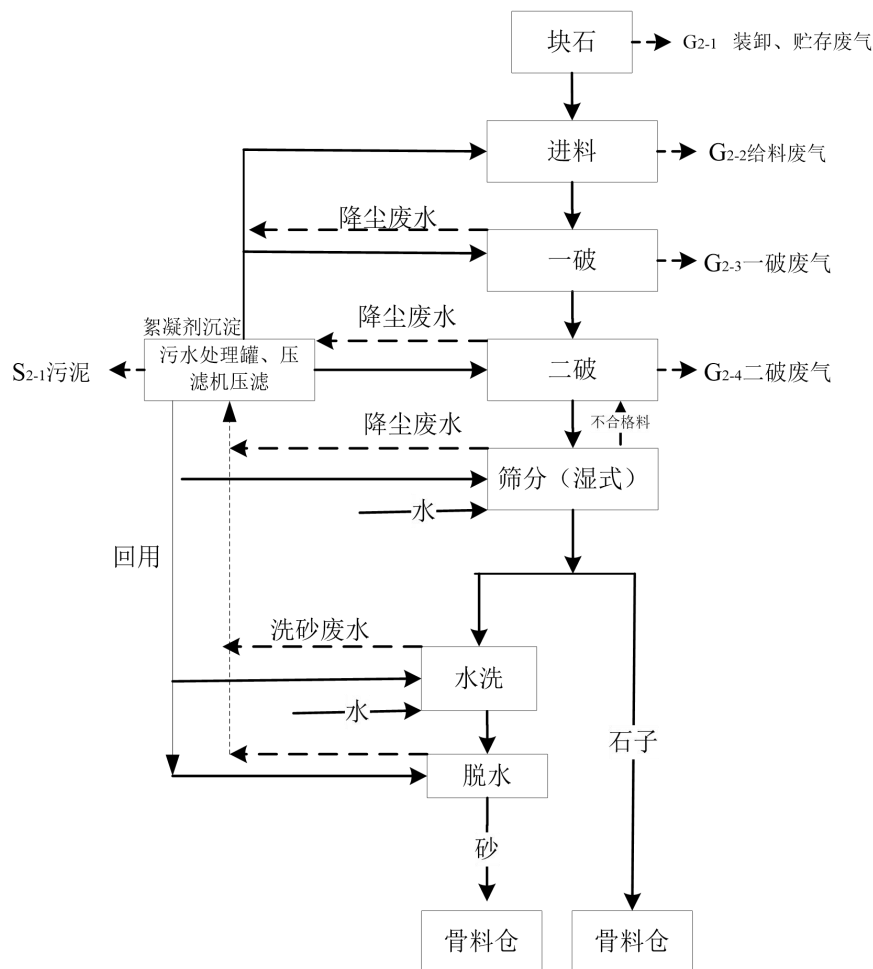 块石
G2-1 装卸、贮存废气
进料
G2-2给料废气
降尘废水
一破
G2-3一破废气
絮凝剂沉淀
降尘废水
S2-1污泥
污水处理罐、压
滤机压滤
二破
G2-4二破废气
降尘废水
不合格料
筛分（湿式）
水
回用
洗砂废水
水洗
水
石子
脱水
砂
骨料仓
骨料仓